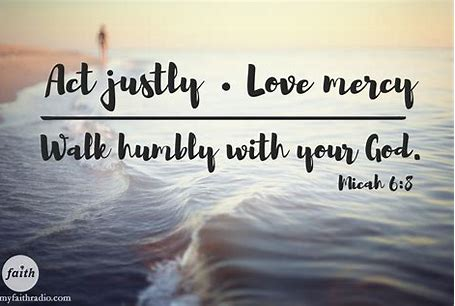 Act justly • Love mercy
Walk humbly with your God.
Micah 6:8
faith
myfaithradio.com